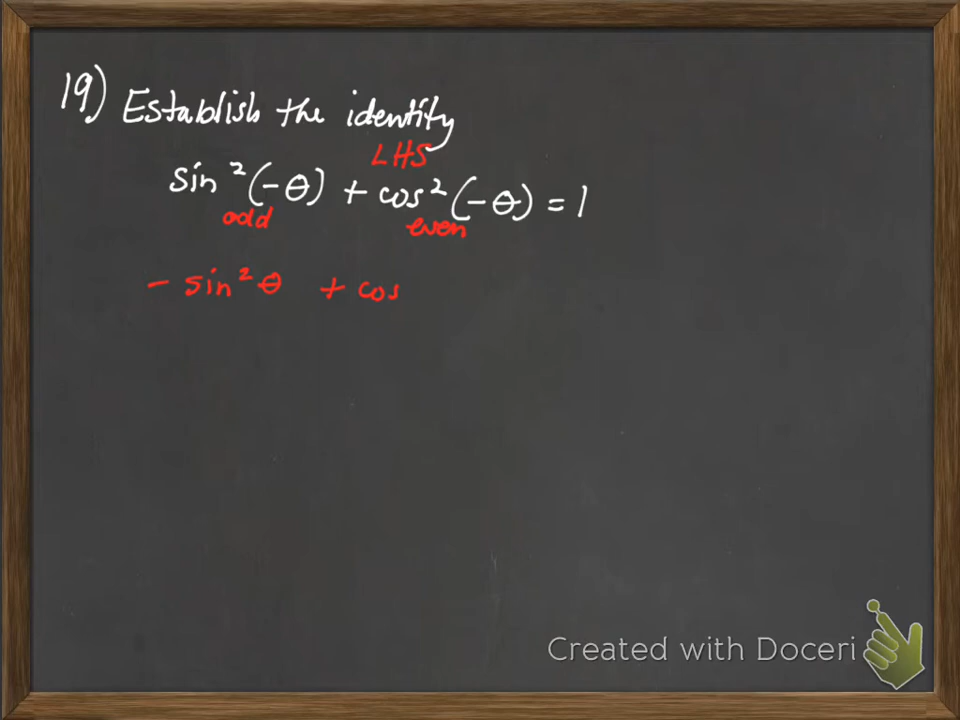 19) Establish the identity
LHS
sin²(-θ) + cos²(-θ) = 1
odd even
- sin²θ + cos
Created with Doceri